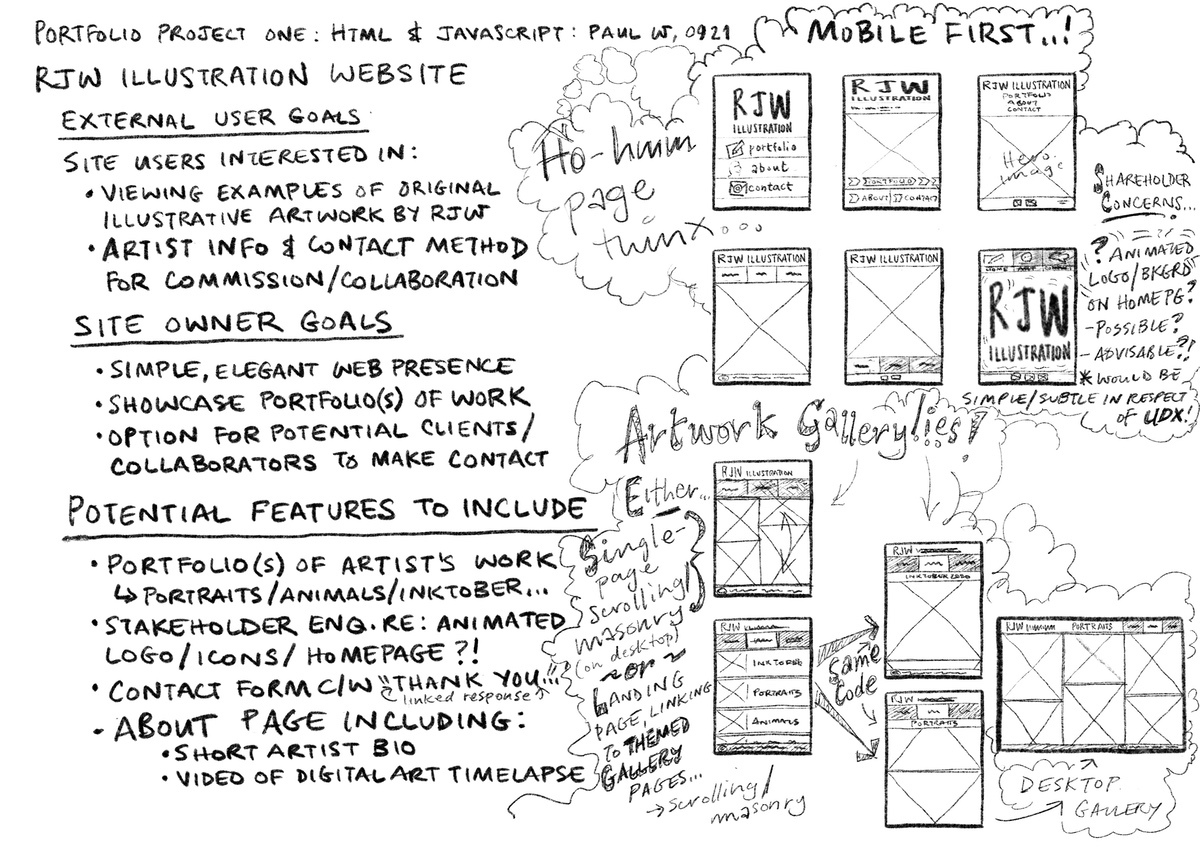 PORTFOLIO PROJECT ONE: HTML & JAVASCRIPT: PAUL W, 0921
RJW ILLUSTRATION WEBSITE
EXTERNAL USER GOALS
SITE USERS INTERESTED IN:
• VIEWING EXAMPLES OF ORIGINAL
ILLUSTRATIVE ARTWORK BY RJW
• ARTIST INFO & CONTACT METHOD
FOR COMMISSION/COLLABORATION
SITE OWNER GOALS
• SIMPLE, ELEGANT WEB PRESENCE
• SHOWCASE PORTFOLIO(S) OF WORK
• OPTION FOR POTENTIAL CLIENTS/
COLLABORATORS TO MAKE CONTACT
POTENTIAL FEATURES TO INCLUDE
• PORTFOLIO(S) OF ARTIST'S WORK
↳ PORTRAITS/ANIMALS/INKTOBER...
• STAKEHOLDER ENQ. RE: ANIMATED
LOGO/ICONS/HOMEPAGE?!
• CONTACT FORM C/W "THANK YOU..."
(linked response)
• ABOUT PAGE INCLUDING:
• SHORT ARTIST BIO
• VIDEO OF DIGITAL ART TIMELAPSE
MOBILE FIRST...!
Ho-hmm
page
thinx...
RJW
ILLUSTRATION
portfolio
about
contact
RJW
ILLUSTRATION
PORTFOLIO
ABOUT
CONTACT
RJW ILLUSTRATION
PORTFOLIO
ABOUT
CONTACT
Hero
image
RJW ILLUSTRATION
RJW ILLUSTRATION
HOME
RJW
ILLUSTRATION
SHAREHOLDER
CONCERNS...
? ANIMATED
LOGO/BKGRD
ON HOMEPG?
- POSSIBLE?
- ADVISABLE?!
* WOULD BE
SIMPLE/SUBTLE IN RESPECT
OF UDX!
Artwork Gallery/ies!
Either...
Single-
page
scrolling/
masonry
(on desktop)
~or~
LANDING
PAGE, LINKING
TO THEMED
GALLERY
PAGES...
→ scrolling/
masonry
RJW ILLUSTRATION
RJW
INKTOBER
PORTRAITS
ANIMALS
Same
Code
RJW
INKTOBER 2020
RJW
PORTRAITS
RJW
PORTRAITS
DESKTOP
GALLERY